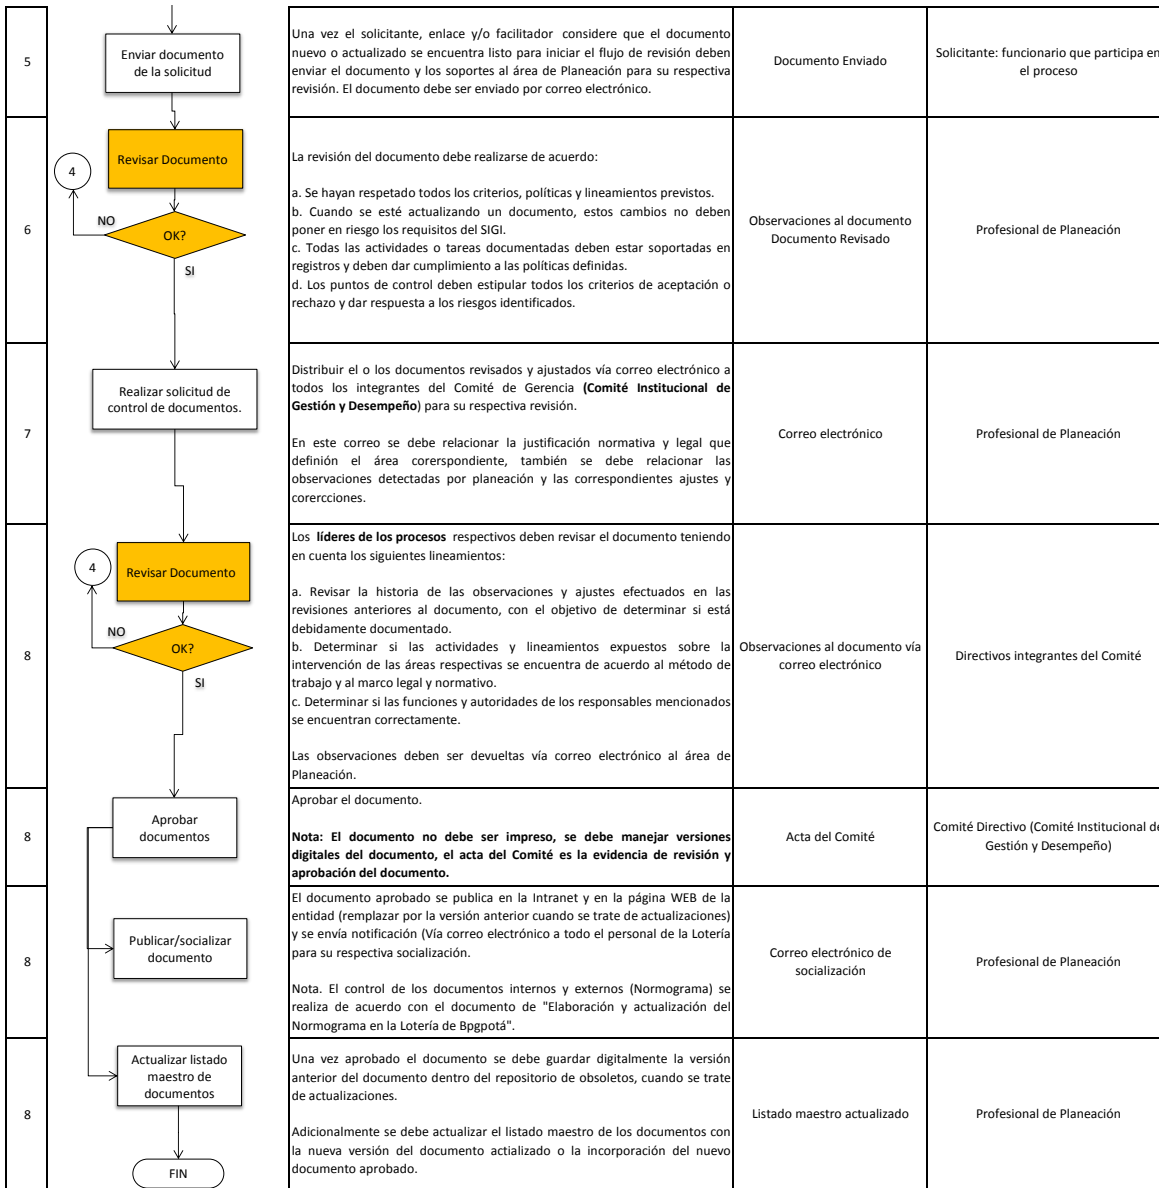 5
Enviar documento
de la solicitud
Una vez el solicitante, enlace y/o facilitador considere que el documento
nuevo o actualizado se encuentra listo para iniciar el flujo de revisión deben
enviar el documento y los soportes al área de Planeación para su respectiva
revisión. El documento debe ser enviado por correo electrónico.
Documento Enviado
Solicitante: funcionario que participa en
el proceso
6
Revisar Documento
4
NO
OK?
SI
La revisión del documento debe realizarse de acuerdo:
a. Se hayan respetado todos los criterios, políticas y lineamientos previstos.
b. Cuando se esté actualizando un documento, estos cambios no deben
poner en riesgo los requisitos del SIGI.
c. Todas las actividades o tareas documentadas deben estar soportadas en
registros y deben dar cumplimiento a las políticas definidas.
d. Los puntos de control deben estipular todos los criterios de aceptación o
rechazo y dar respuesta a los riesgos identificados.
Observaciones al documento
Documento Revisado
Profesional de Planeación
7
Realizar solicitud de
control de documentos.
Distribuir el o los documentos revisados y ajustados vía correo electrónico a
todos los integrantes del Comité de Gerencia (Comité Institucional de
Gestión y Desempeño) para su respectiva revisión.
En este correo se debe relacionar la justificación normativa y legal que
definión el área corerspondiente, también se debe relacionar las
observaciones detectadas por planeación y las correspondientes ajustes y
corercciones.
Correo electrónico
Profesional de Planeación
8
4
Revisar Documento
NO
OK?
SI
Los líderes de los procesos respectivos deben revisar el documento teniendo
en cuenta los siguientes lineamientos:
a. Revisar la historia de las observaciones y ajustes efectuados en las
revisiones anteriores al documento, con el objetivo de determinar si está
debidamente documentado.
b. Determinar si las actividades y lineamientos expuestos sobre la
intervención de las áreas respectivas se encuentra de acuerdo al método de
trabajo y al marco legal y normativo.
c. Determinar si las funciones y autoridades de los responsables mencionados
se encuentran correctamente.
Las observaciones deben ser devueltas vía correo electrónico al área de
Planeación.
Observaciones al documento vía
correo electrónico
Directivos integrantes del Comité
8
Aprobar
documentos
Aprobar el documento.
Nota: El documento no debe ser impreso, se debe manejar versiones
digitales del documento, el acta del Comité es la evidencia de revisión y
aprobación del documento.
Acta del Comité
Comité Directivo (Comité Institucional de
Gestión y Desempeño)
8
Publicar/socializar
documento
El documento aprobado se publica en la Intranet y en la página WEB de la
entidad (remplazar por la versión anterior cuando se trate de actualizaciones)
y se envía notificación (Vía correo electrónico a todo el personal de la Lotería
para su respectiva socialización.
Nota. El control de los documentos internos y externos (Normograma) se
realiza de acuerdo con el documento de "Elaboración y actualización del
Normograma en la Lotería de Bpgpotá".
Correo electrónico de
socialización
Profesional de Planeación
8
Actualizar listado
maestro de
documentos
FIN
Una vez aprobado el documento se debe guardar digitalmente la versión
anterior del documento dentro del repositorio de obsoletos, cuando se trate
de actualizaciones.
Adicionalmente se debe actualizar el listado maestro de los documentos con
la nueva versión del documento actializado o la incorporación del nuevo
documento aprobado.
Listado maestro actualizado
Profesional de Planeación